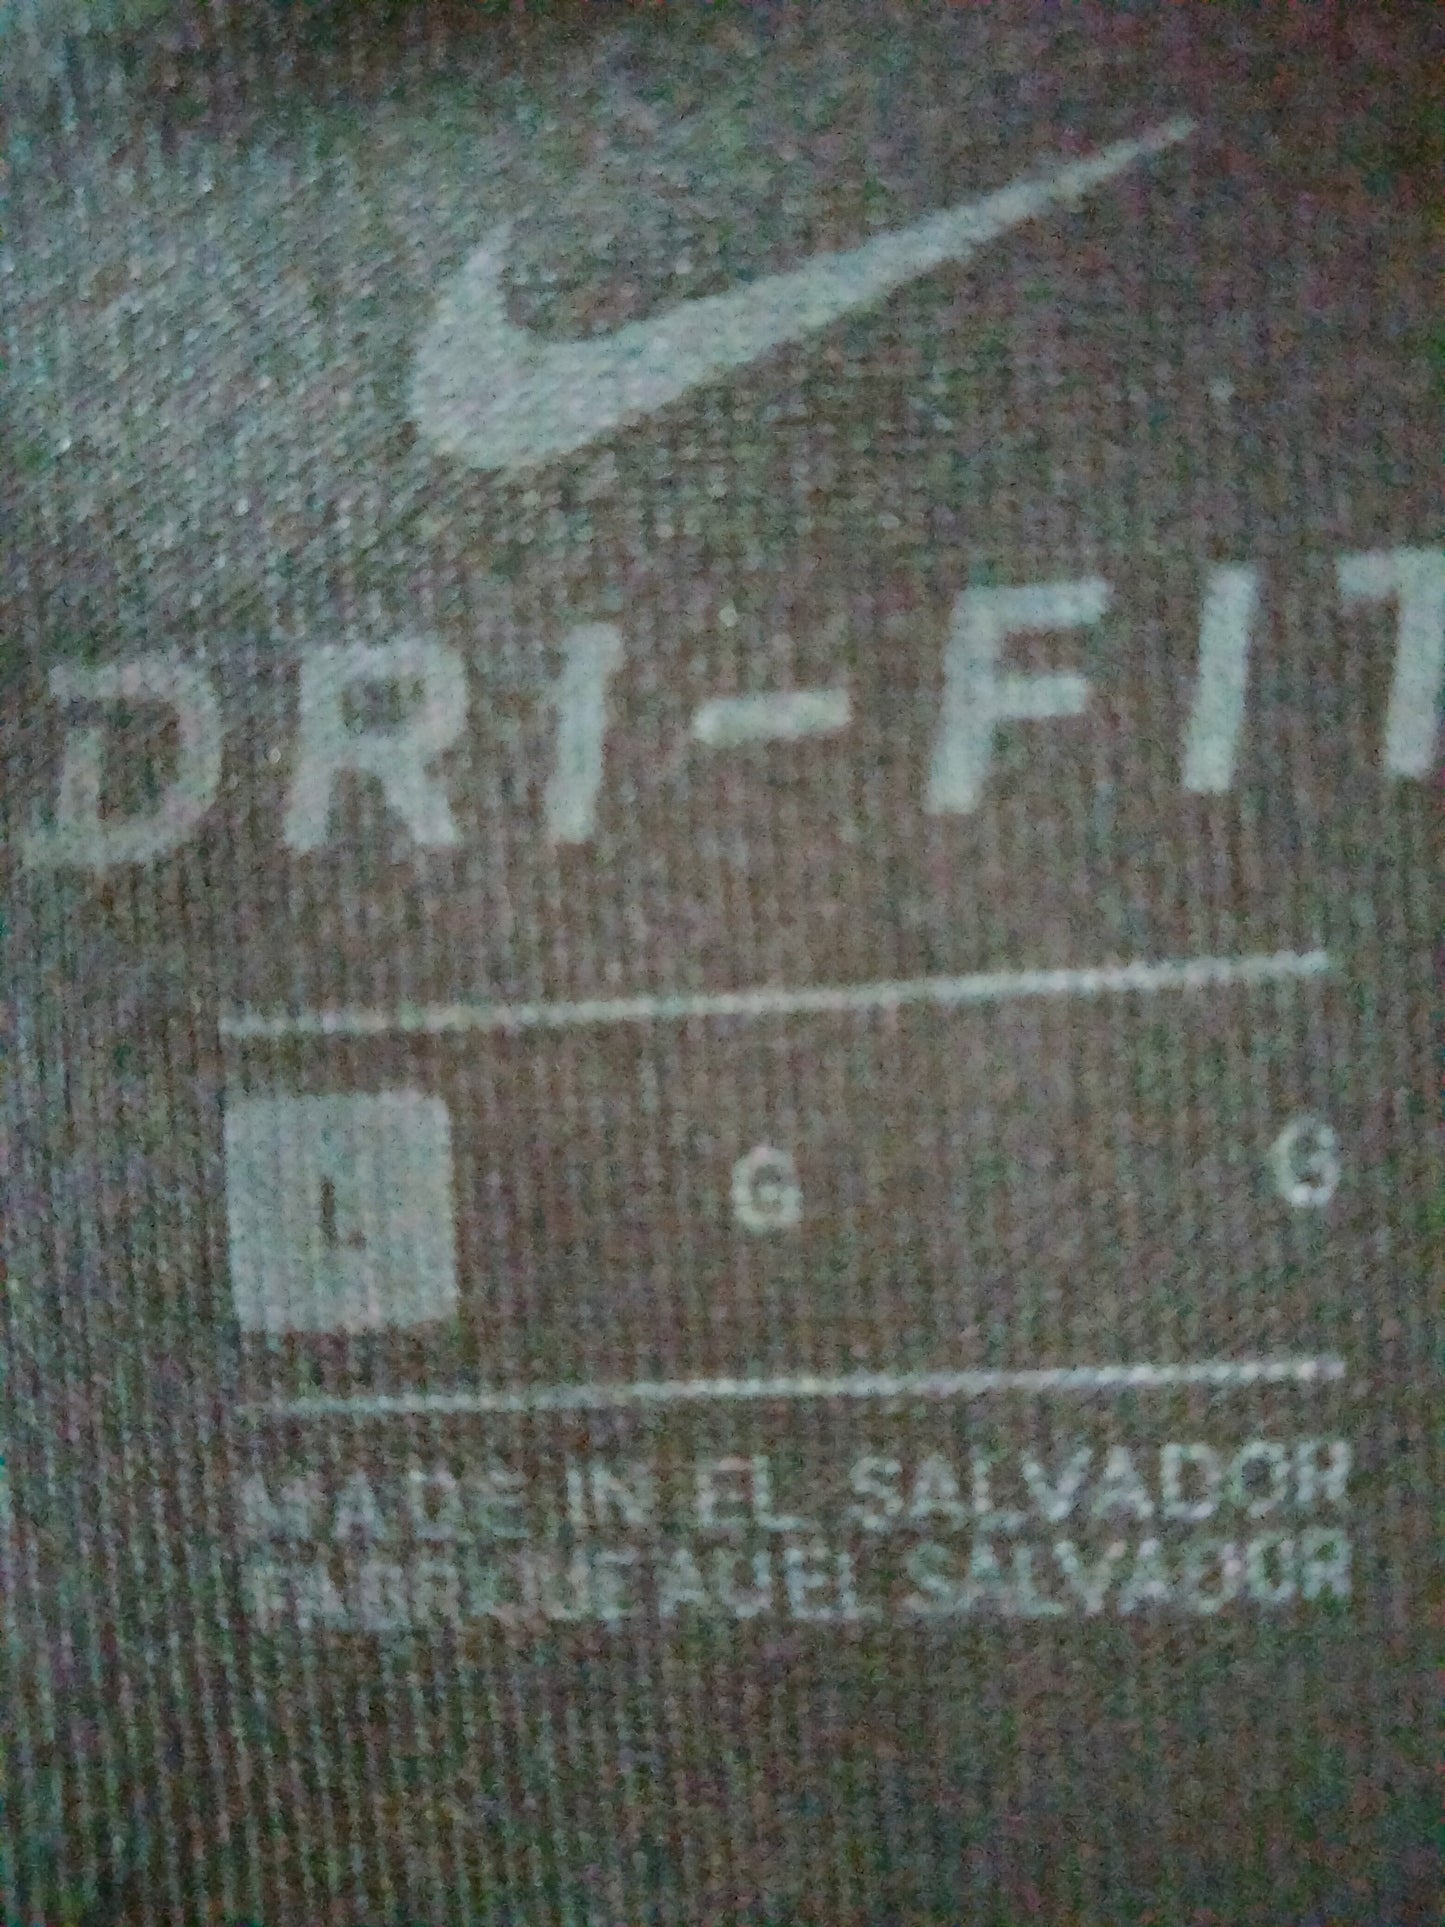 DRI-FIT
L G G
MADE IN EL SALVADOR
FABRIQUE AU EL SALVADOR